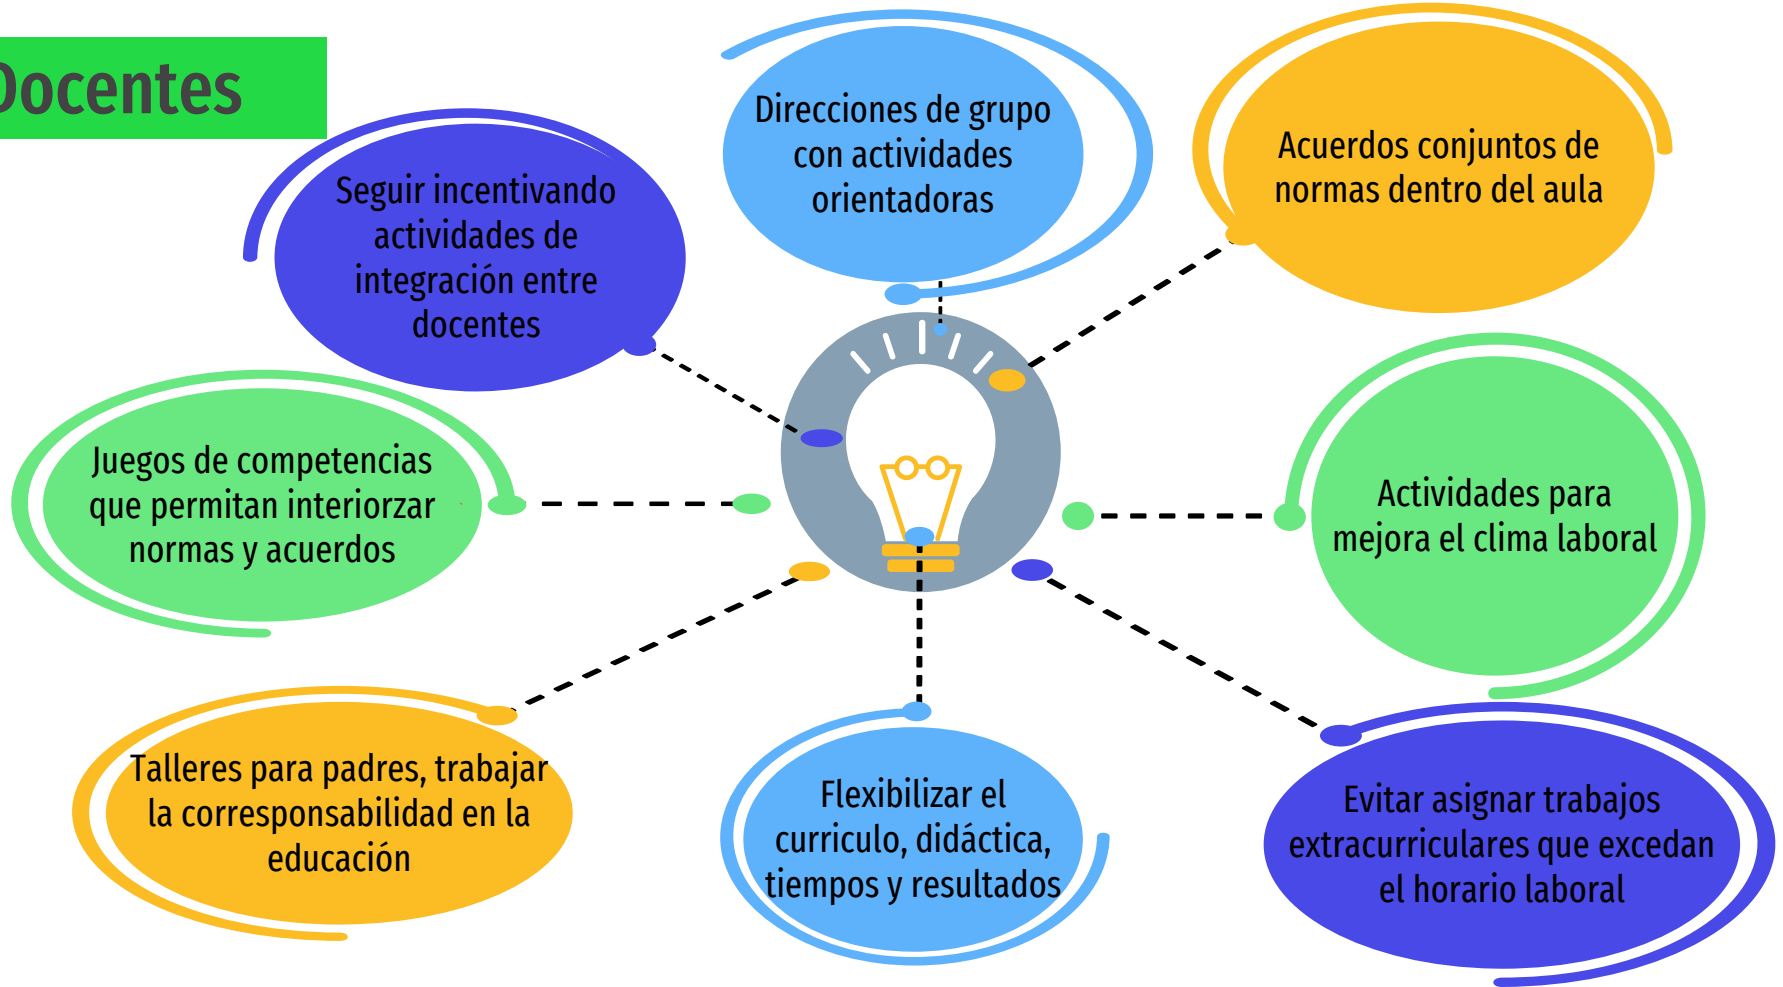 Docentes
Direcciones de grupo
con actividades
orientadoras
Acuerdos conjuntos de
normas dentro del aula
Seguir incentivando
actividades de
integración entre
docentes
Juegos de competencias
que permitan interiorzar
normas y acuerdos
Actividades para
mejora el clima laboral
Talleres para padres, trabajar
la corresponsabilidad en la
educación
Flexibilizar el
curriculo, didáctica,
tiempos y resultados
Evitar asignar trabajos
extracurriculares que excedan
el horario laboral